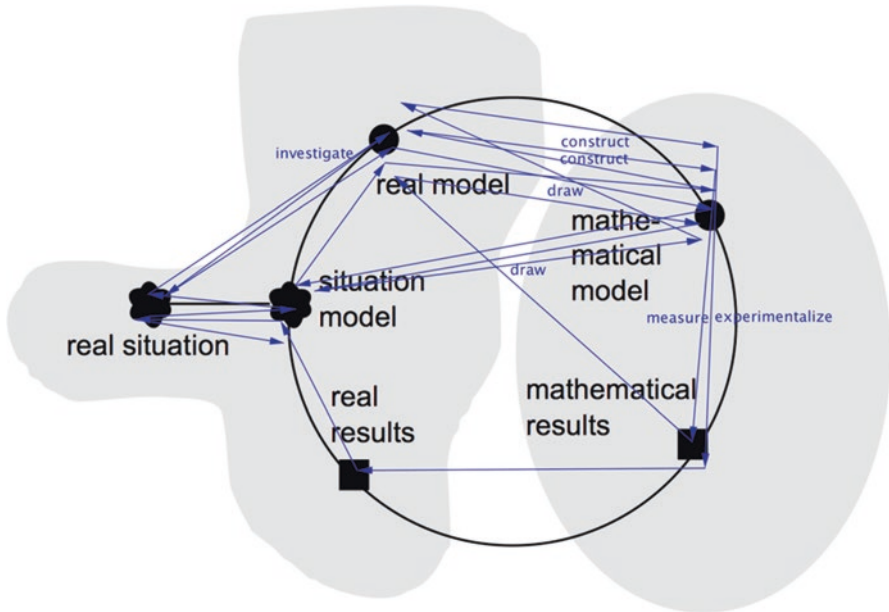 construct
investigate
construct
real model
draw
mathe-
matical
model
draw
situation
model
measure
experimentalize
real situation
real
results
mathematical
results